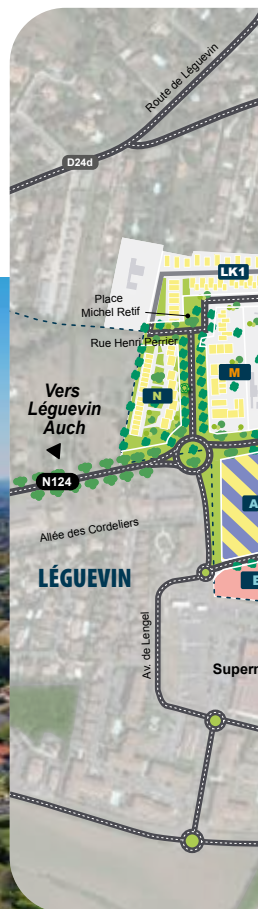 Route de Léguevin
D24d
LK1
Place
Michel Retif
Rue Henri Perrier
M
N
Vers
Léguevin
Auch
N124
A
Allée des Cordeliers
E
LÉGUEVIN
Av. de Lengel
Superm